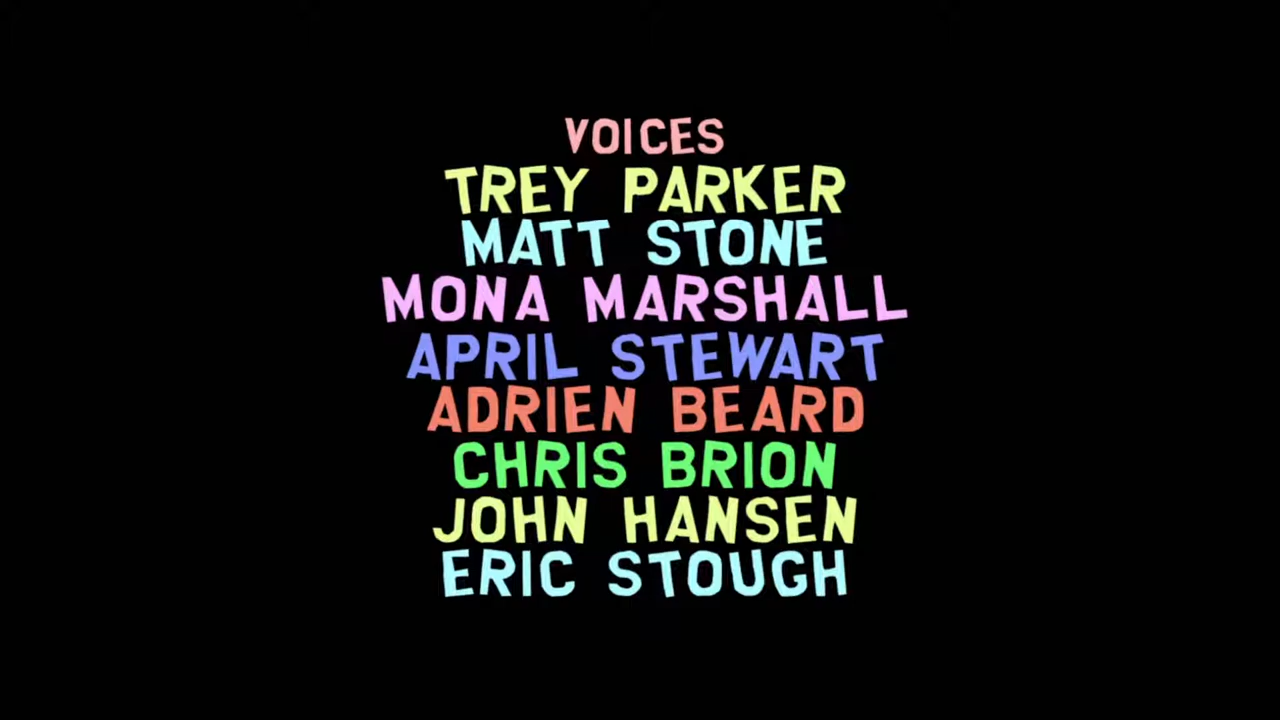 VOICES
TREY PARKER
MATT STONE
MONA MARSHALL
APRIL STEWART
ADRIEN BEARD
CHRIS BRION
JOHN HANSEN
ERIC STOUGH